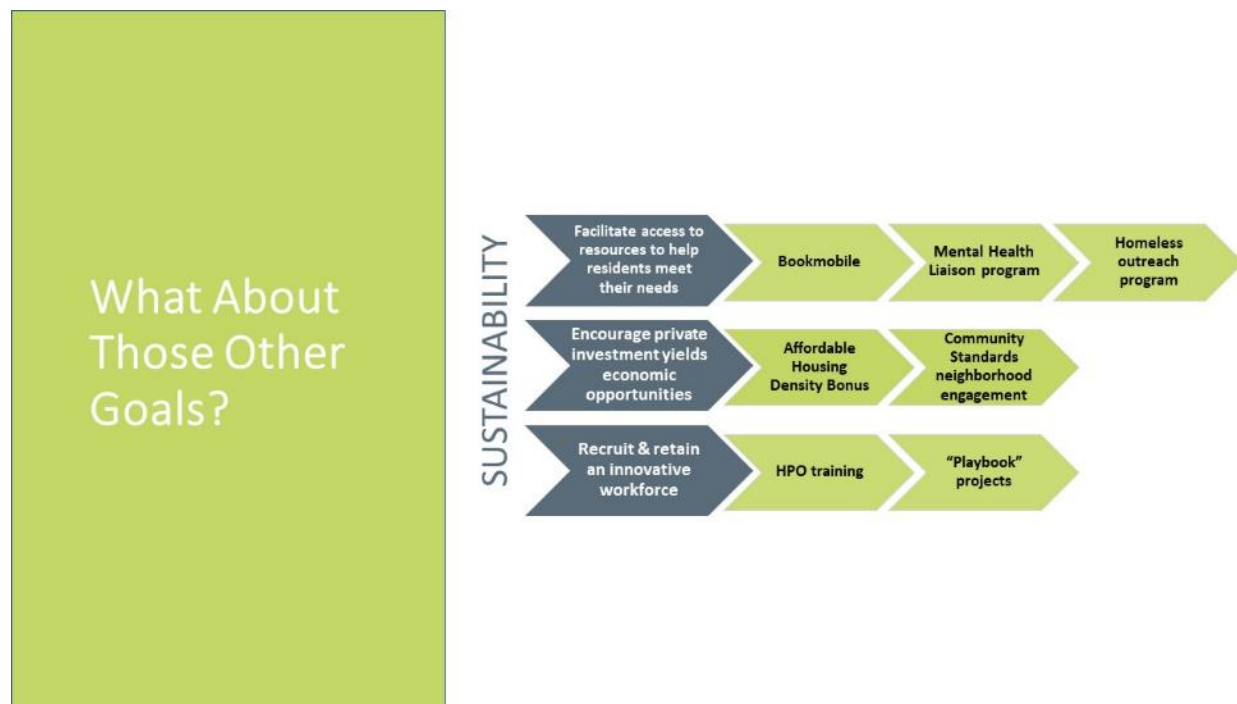 What About
Those Other
Goals?
SUSTAINABILITY
Facilitate access to
resources to help
residents meet
their needs
Bookmobile
Mental Health
Liaison program
Homeless
outreach
program
Encourage private
investment yields
economic
opportunities
Affordable
Housing
Density Bonus
Community
Standards
neighborhood
engagement
Recruit & retain
an innovative
workforce
HPO training
“Playbook”
projects